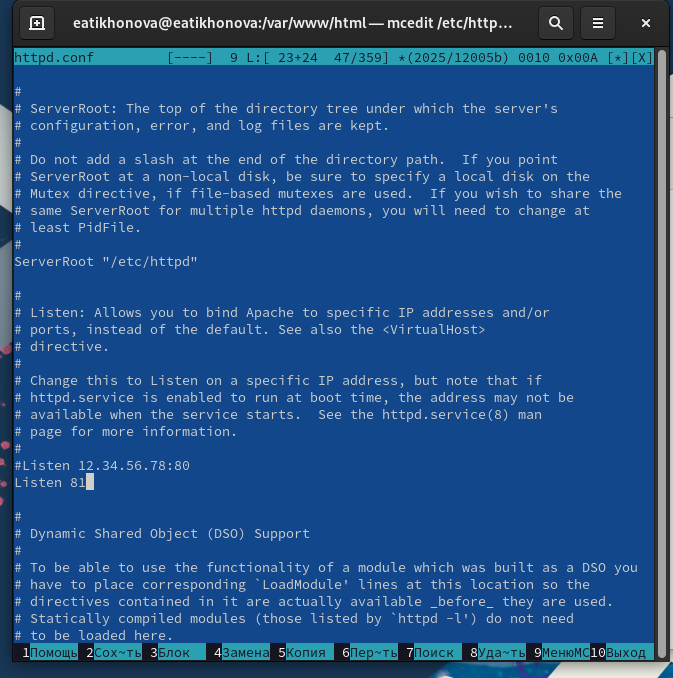 eatikhonova@eatikhonova:/var/www/html — mcedit /etc/http…
httpd.conf [----] 9 L:[ 23+24 47/359] *(2025/12005b) 0010 0x00A [*][X]
#
# ServerRoot: The top of the directory tree under which the server's
# configuration, error, and log files are kept.
#
# Do not add a slash at the end of the directory path.  If you point
# ServerRoot at a non-local disk, be sure to specify a local disk on the
# Mutex directive, if file-based mutexes are used.  If you wish to share the
# same ServerRoot for multiple httpd daemons, you will need to change at
# least PidFile.
#
ServerRoot "/etc/httpd"
#
# Listen: Allows you to bind Apache to specific IP addresses and/or
# ports, instead of the default. See also the <VirtualHost>
# directive.
#
# Change this to Listen on a specific IP address, but note that if
# httpd.service is enabled to run at boot time, the address may not be
# available when the service starts.  See the httpd.service(8) man
# page for more information.
#
#Listen 12.34.56.78:80
Listen 81
#
# Dynamic Shared Object (DSO) Support
#
# To be able to use the functionality of a module which was built as a DSO you
# have to place corresponding `LoadModule' lines at this location so the
# directives contained in it are actually available _before_ they are used.
# Statically compiled modules (those listed by `httpd -l') do not need
# to be loaded here.
1Помощь 2Сох~ть 3Блок 4Замена 5Копия 6Пер~ть 7Поиск 8Уда~ть 9МенюMC 10Выход